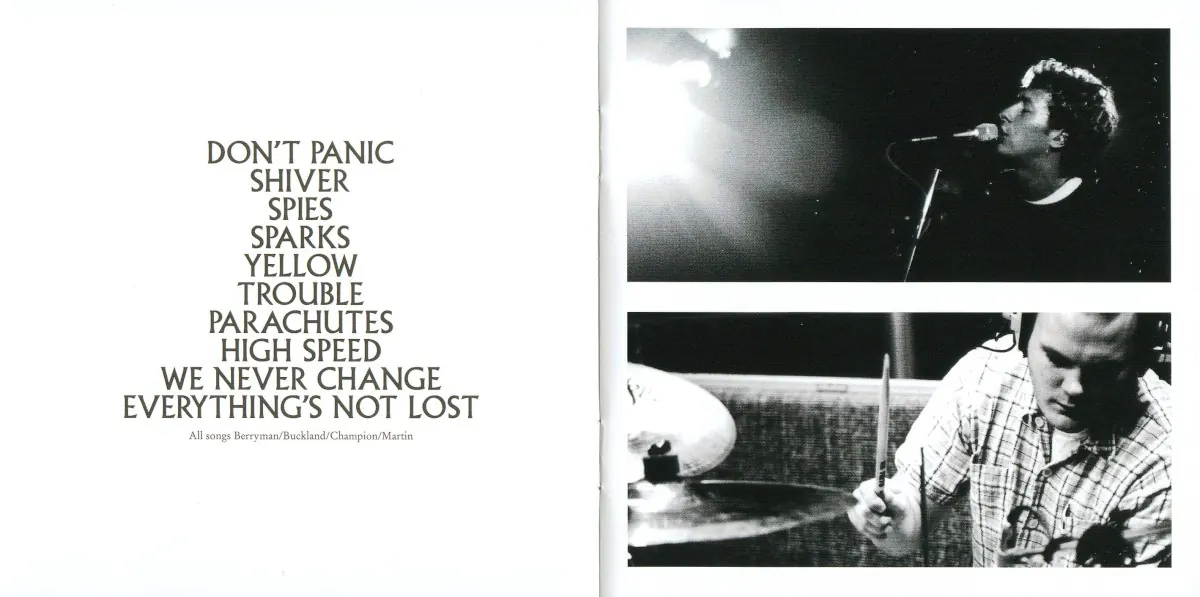 DON'T PANIC
SHIVER
SPIES
SPARKS
YELLOW
TROUBLE
PARACHUTES
HIGH SPEED
WE NEVER CHANGE
EVERYTHING'S NOT LOST
All songs Berryman/Buckland/Champion/Martin